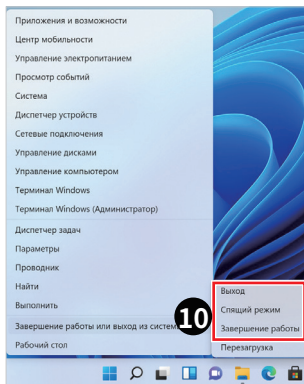 Приложения и возможности
Центр мобильности
Управление электропитанием
Просмотр событий
Система
Диспетчер устройств
Сетевые подключения
Управление дисками
Управление компьютером
Терминал Windows
Терминал Windows (Администратор)
Диспетчер задач
Параметры
Проводник
Найти
Выполнить
Завершение работы или выход из систем
Рабочий стол
10
Выход
Спящий режим
Завершение работы
Перезагрузка